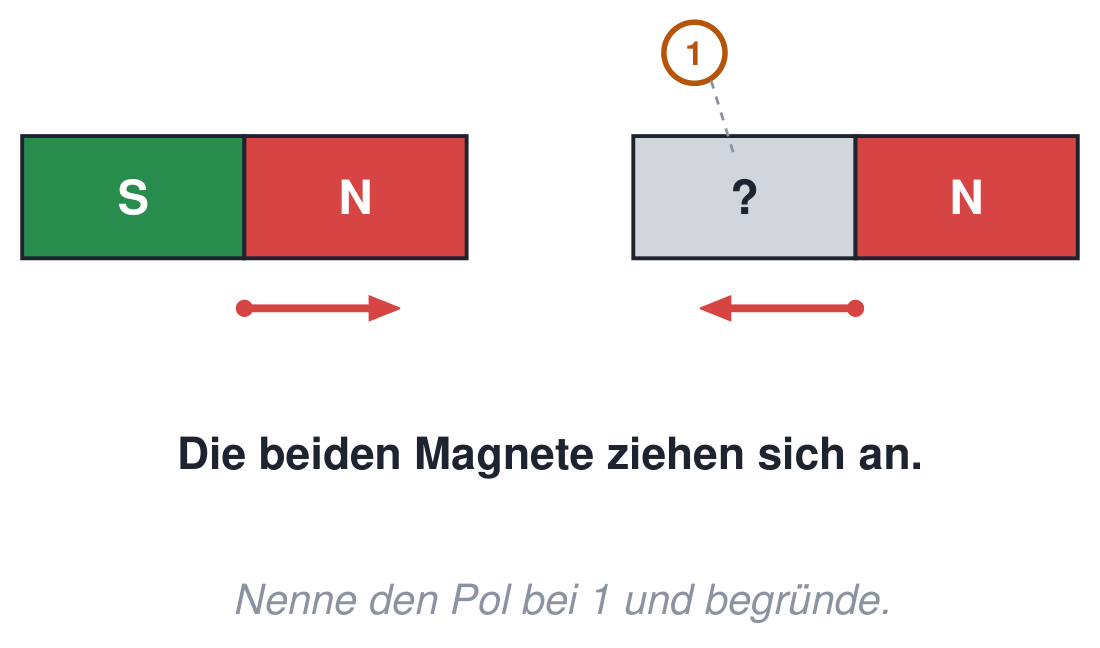 1
S N ? N
Die beiden Magnete ziehen sich an.
Nenne den Pol bei 1 und begründe.